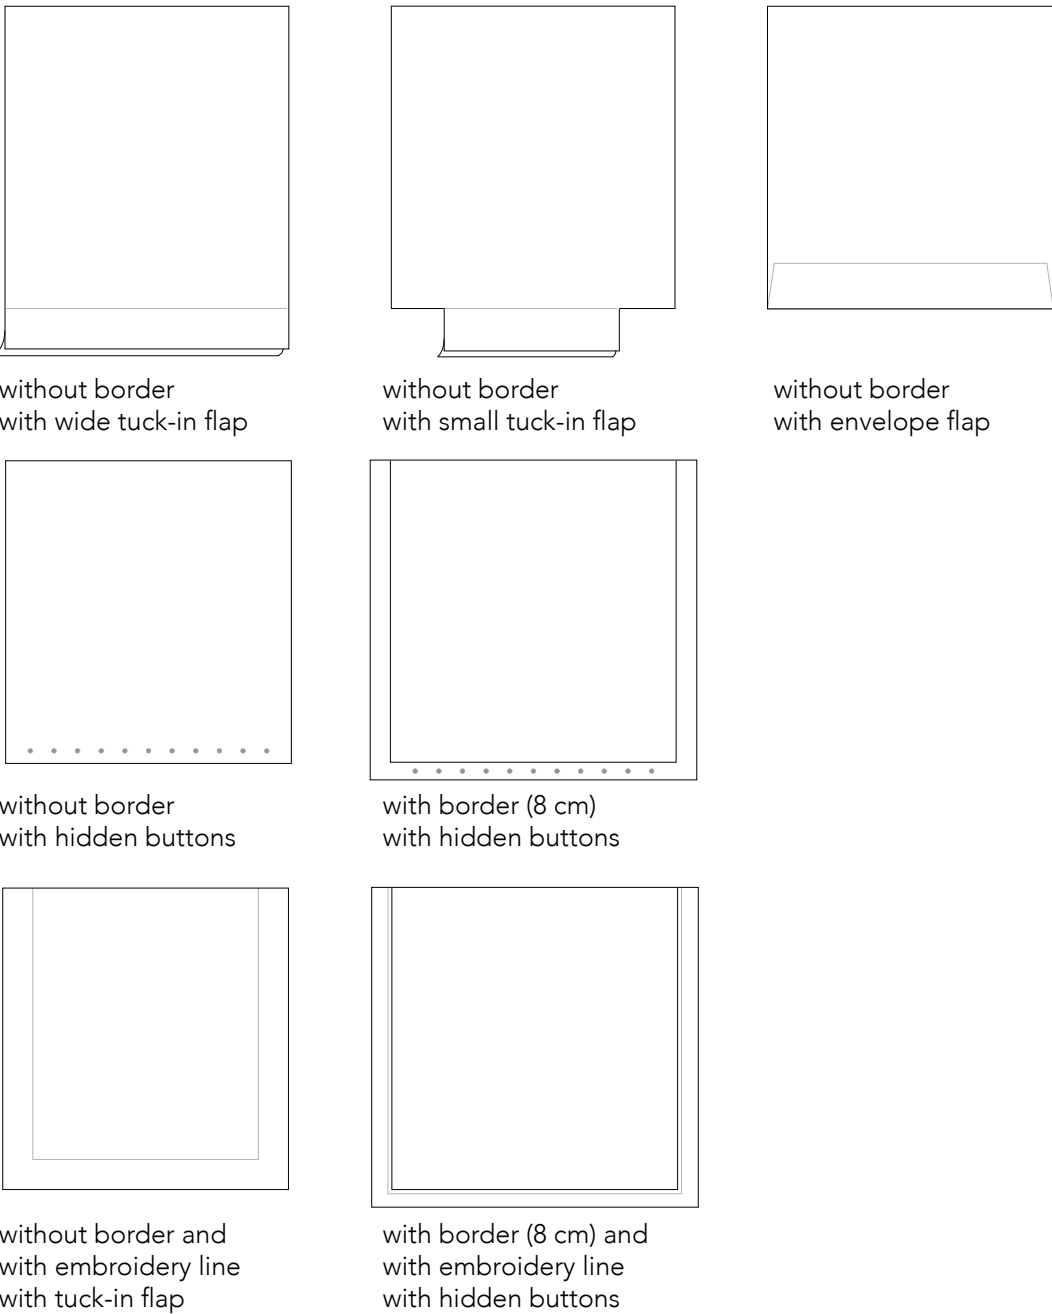 without border
with wide tuck-in flap
without border
with small tuck-in flap
without border
with envelope flap
without border
with hidden buttons
with border (8 cm)
with hidden buttons
without border and
with embroidery line
with tuck-in flap
with border (8 cm) and
with embroidery line
with hidden buttons